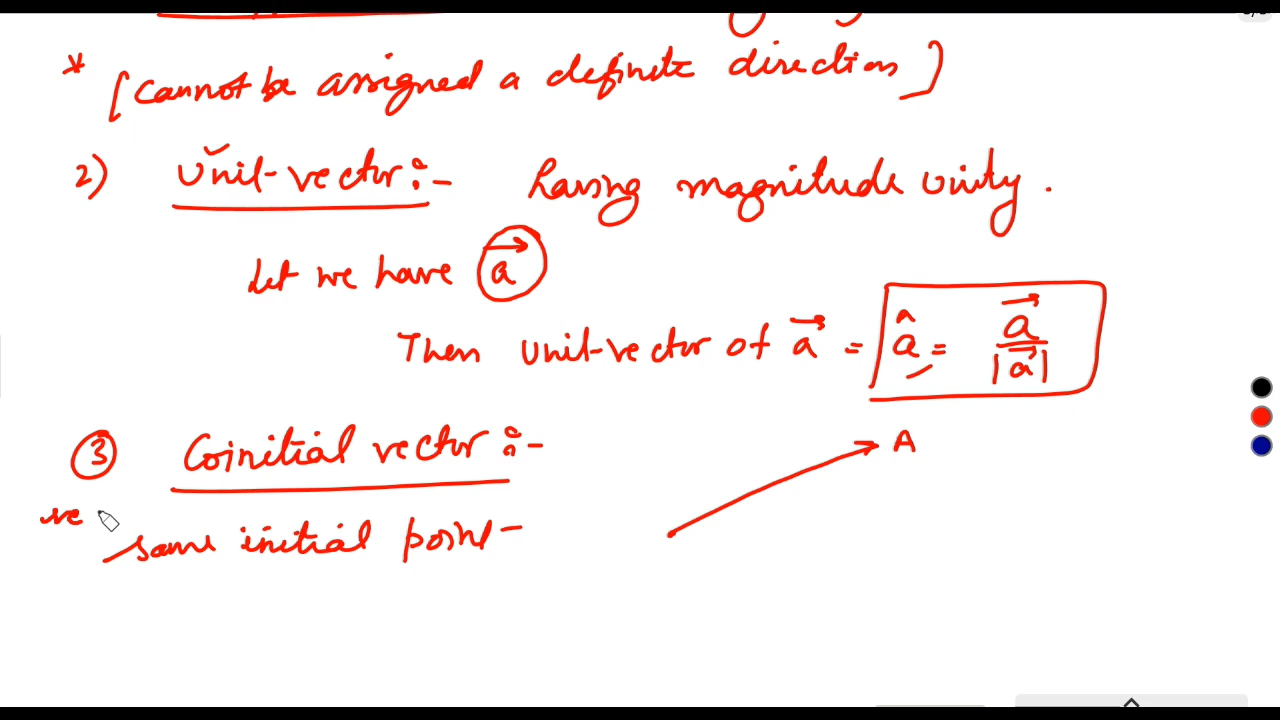 * [cannot be assigned a definite direction]
2) Unit-vector:- having magnitude unity.
Let we have a⃗
Then unit-vector of a⃗ = â = a⃗ / |a⃗|
③ Coinitial vector:-
A
ve
same initial point-